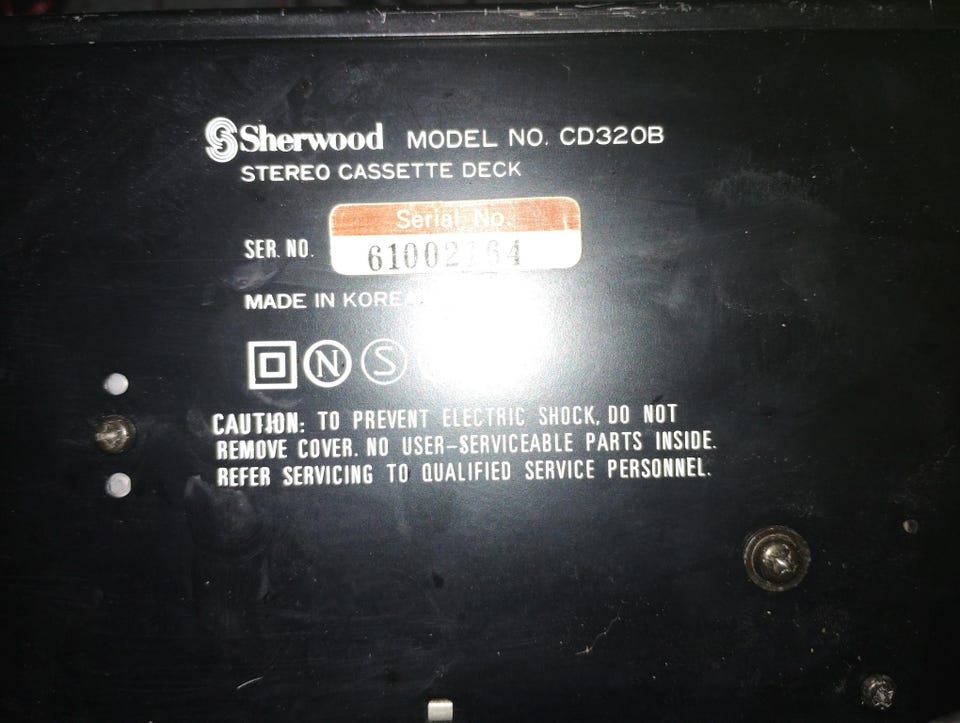 Sherwood MODEL NO. CD320B
STEREO CASSETTE DECK
Serial No.
SER. NO. 61002164
MADE IN KOREA
N S
CAUTION: TO PREVENT ELECTRIC SHOCK, DO NOT
REMOVE COVER. NO USER-SERVICEABLE PARTS INSIDE.
REFER SERVICING TO QUALIFIED SERVICE PERSONNEL.